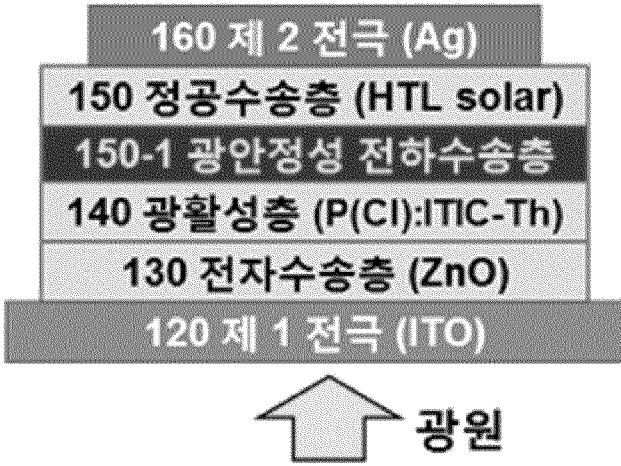 160 제 2 전극 (Ag)
150 정공수송층 (HTL solar)
150-1 광안정성 전하수송층
140 광활성층 (P(Cl):ITIC-Th)
130 전자수송층 (ZnO)
120 제 1 전극 (ITO)
광원